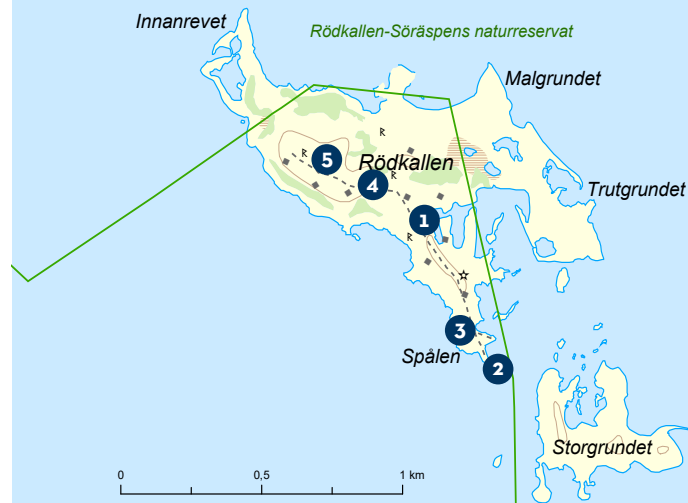 Innanrevet
Rödkallen-Söräspens naturreservat
Malgrundet
5
Rödkallen
4
Trutgrundet
1
3
Spålen
2
Storgrundet
0
0,5
1 km